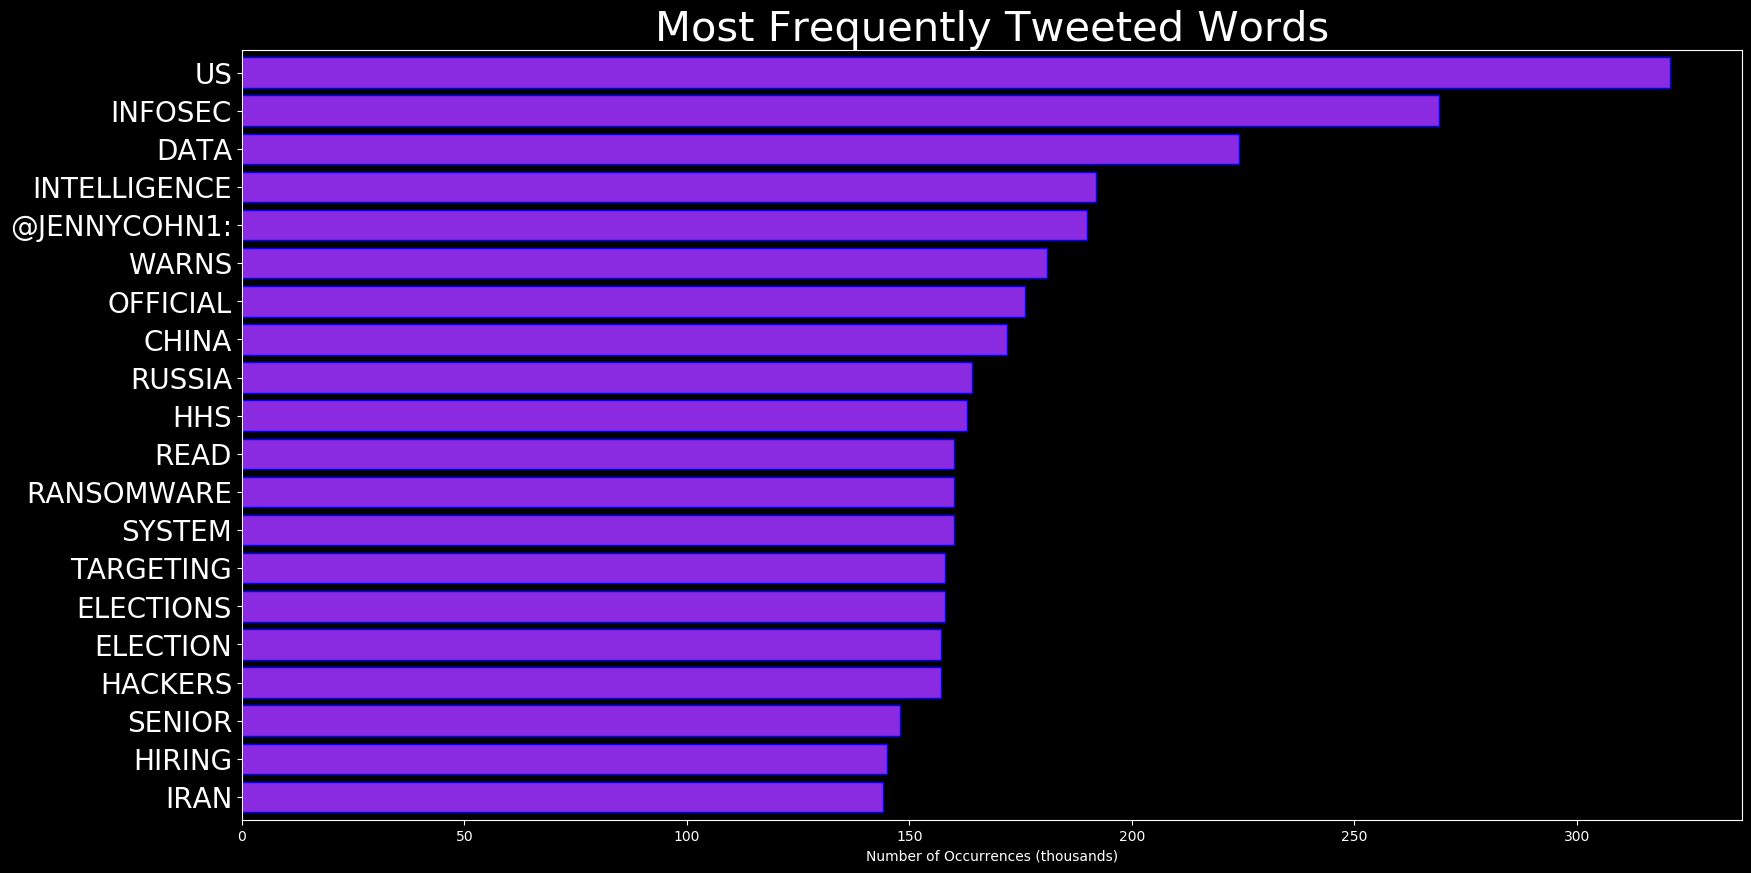 Most Frequently Tweeted Words
US
INFOSEC
DATA
INTELLIGENCE
@JENNYCOHN1:
WARNS
OFFICIAL
CHINA
RUSSIA
HHS
READ
RANSOMWARE
SYSTEM
TARGETING
ELECTIONS
ELECTION
HACKERS
SENIOR
HIRING
IRAN
0 50 100 150 200 250 300
Number of Occurrences (thousands)